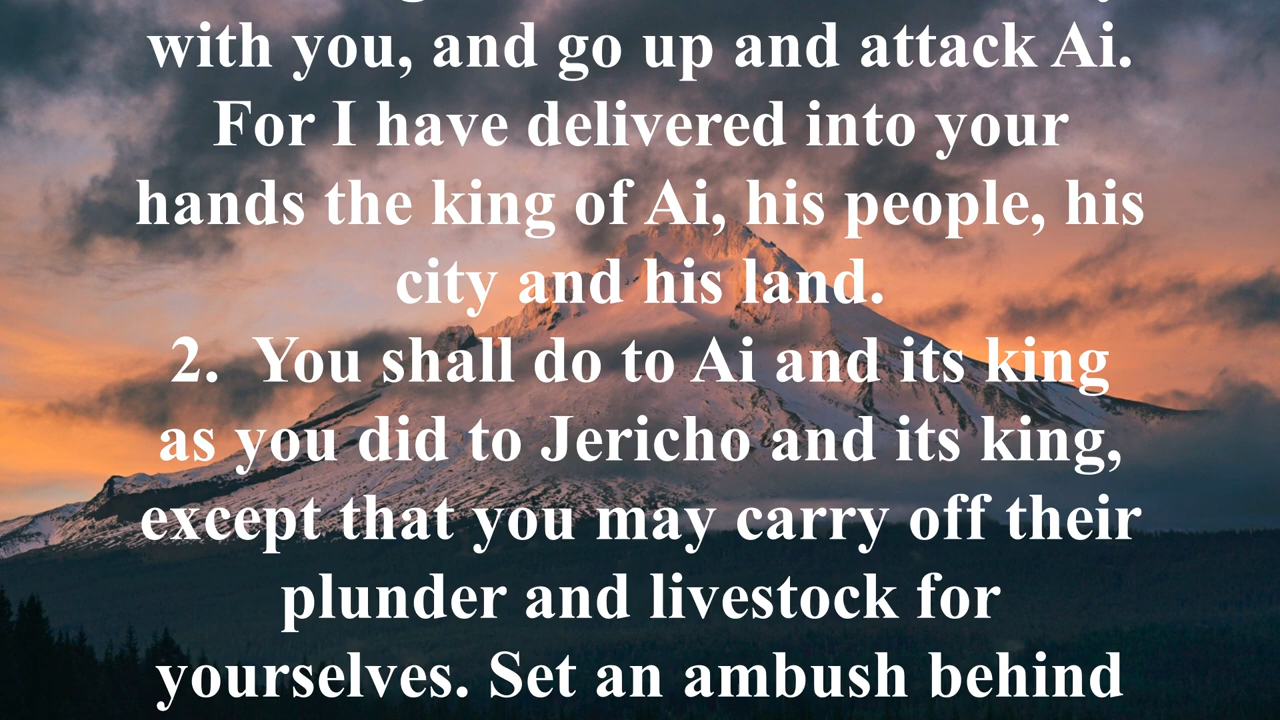 with you, and go up and attack Ai.
For I have delivered into your
hands the king of Ai, his people, his
city and his land.
2. You shall do to Ai and its king
as you did to Jericho and its king,
except that you may carry off their
plunder and livestock for
yourselves. Set an ambush behind